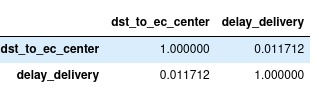 dst_to_ec_center delay_delivery
dst_to_ec_center 1.000000 0.011712
delay_delivery 0.011712 1.000000